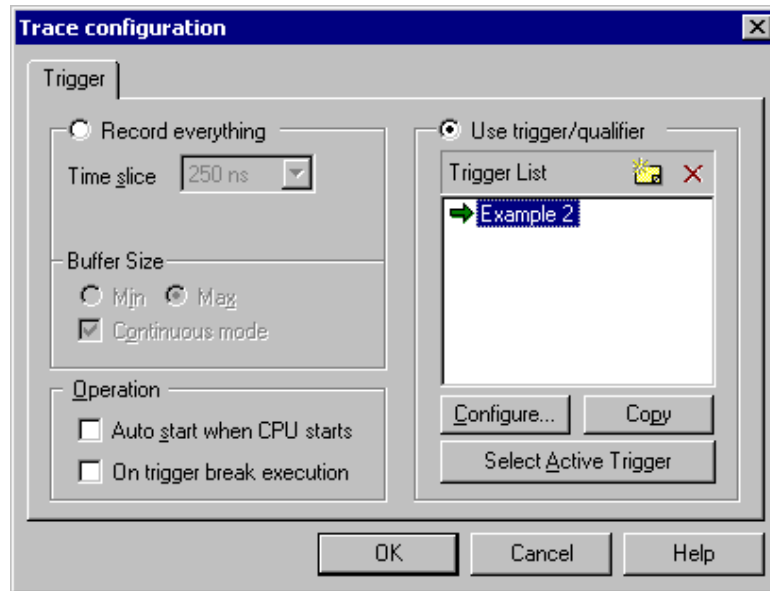 Trace configuration
Trigger
Record everything
Time slice 250 ns
Buffer Size
Min Max
Continuous mode
Operation
Auto start when CPU starts
On trigger break execution
Use trigger/qualifier
Trigger List
Example 2
Configure... Copy
Select Active Trigger
OK Cancel Help